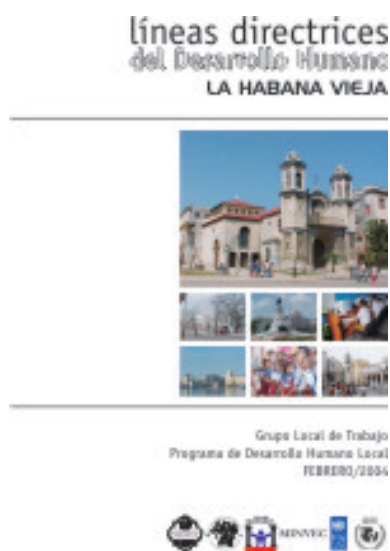 líneas directrices
del Desarrollo Humano
LA HABANA VIEJA
Grupo Local de Trabajo
Programa de Desarrollo Humano Local
FEBRERO/2004
MINVEC